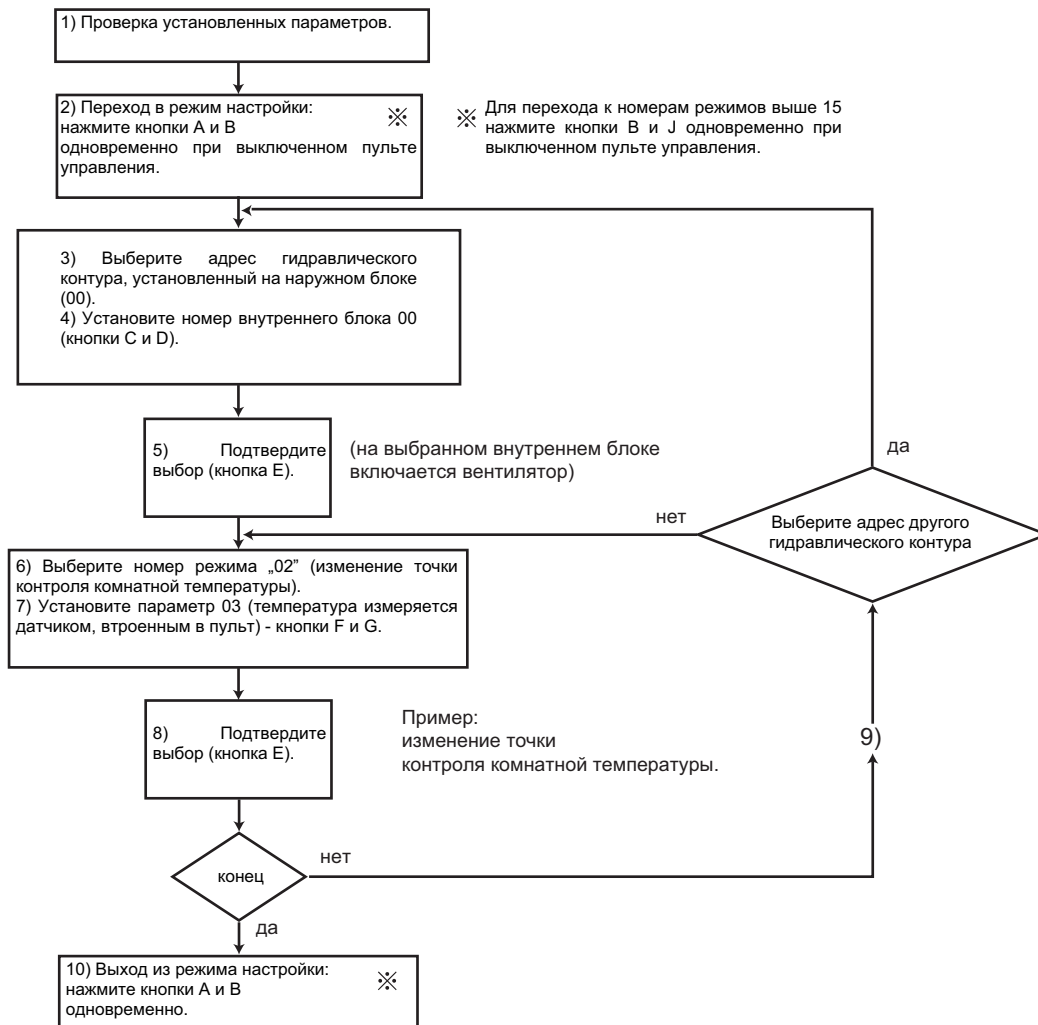 1) Проверка установленных параметров.
2) Переход в режим настройки:
нажмите кнопки A и B ※
одновременно при выключенном пульте
управления.
※ Для перехода к номерам режимов выше 15
нажмите кнопки B и J одновременно при
выключенном пульте управления.
3) Выберите адрес гидравлического
контура, установленный на наружном блоке
(00).
4) Установите номер внутреннего блока 00
(кнопки C и D).
5) Подтвердите
выбор (кнопка E).
(на выбранном внутреннем блоке
включается вентилятор)
да
нет
Выберите адрес другого
гидравлического контура
6) Выберите номер режима „02” (изменение точки
контроля комнатной температуры).
7) Установите параметр 03 (температура измеряется
датчиком, втроенным в пульт) - кнопки F и G.
8) Подтвердите
выбор (кнопка E).
Пример:
изменение точки
контроля комнатной температуры.
9)
конец
нет
да
10) Выход из режима настройки:
нажмите кнопки A и B ※
одновременно.